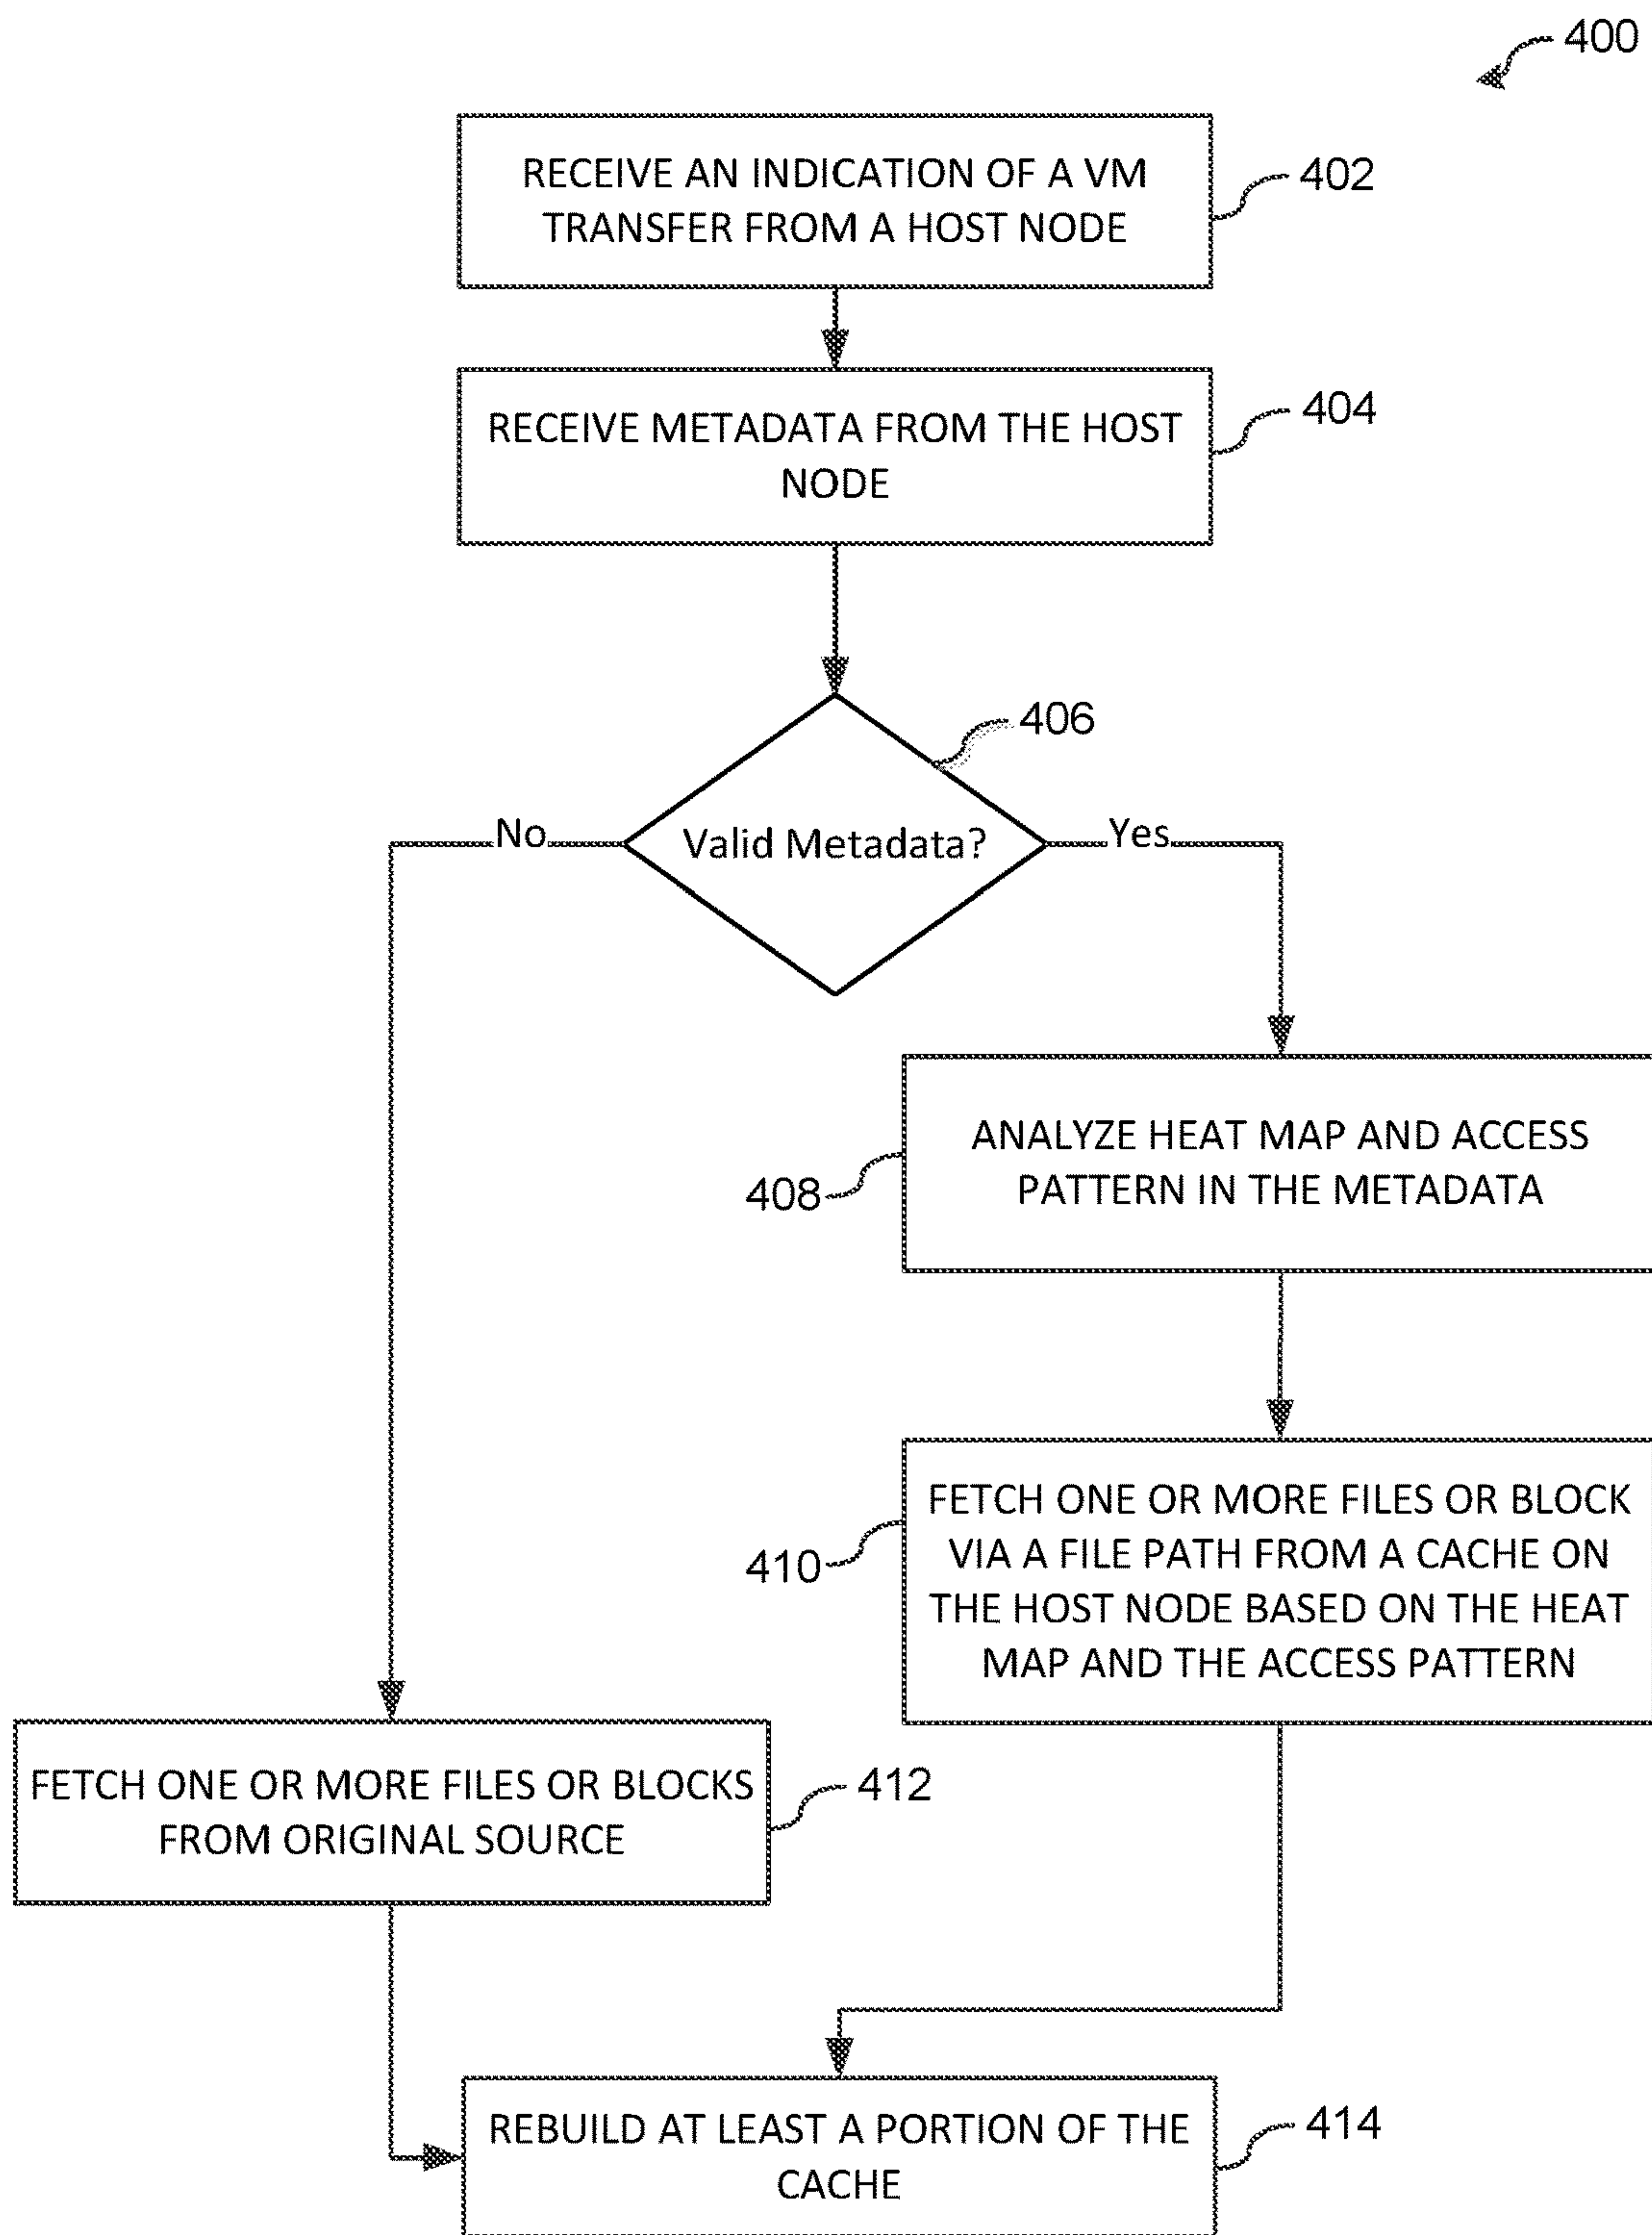 400
RECEIVE AN INDICATION OF A VM
TRANSFER FROM A HOST NODE
402
RECEIVE METADATA FROM THE HOST
NODE
404
406
Valid Metadata?
No
Yes
ANALYZE HEAT MAP AND ACCESS
PATTERN IN THE METADATA
408
FETCH ONE OR MORE FILES OR BLOCK
VIA A FILE PATH FROM A CACHE ON
THE HOST NODE BASED ON THE HEAT
MAP AND THE ACCESS PATTERN
410
FETCH ONE OR MORE FILES OR BLOCKS
FROM ORIGINAL SOURCE
412
REBUILD AT LEAST A PORTION OF THE
CACHE
414